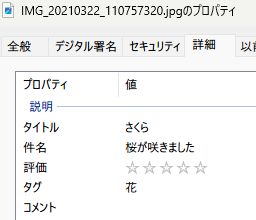 IMG_20210322_110757320.jpgのプロパティ
全般 デジタル署名 セキュリティ 詳細 以前
プロパティ 値
説明
タイトル さくら
件名 桜が咲きました
評価 ☆☆☆☆☆
タグ 花
コメント